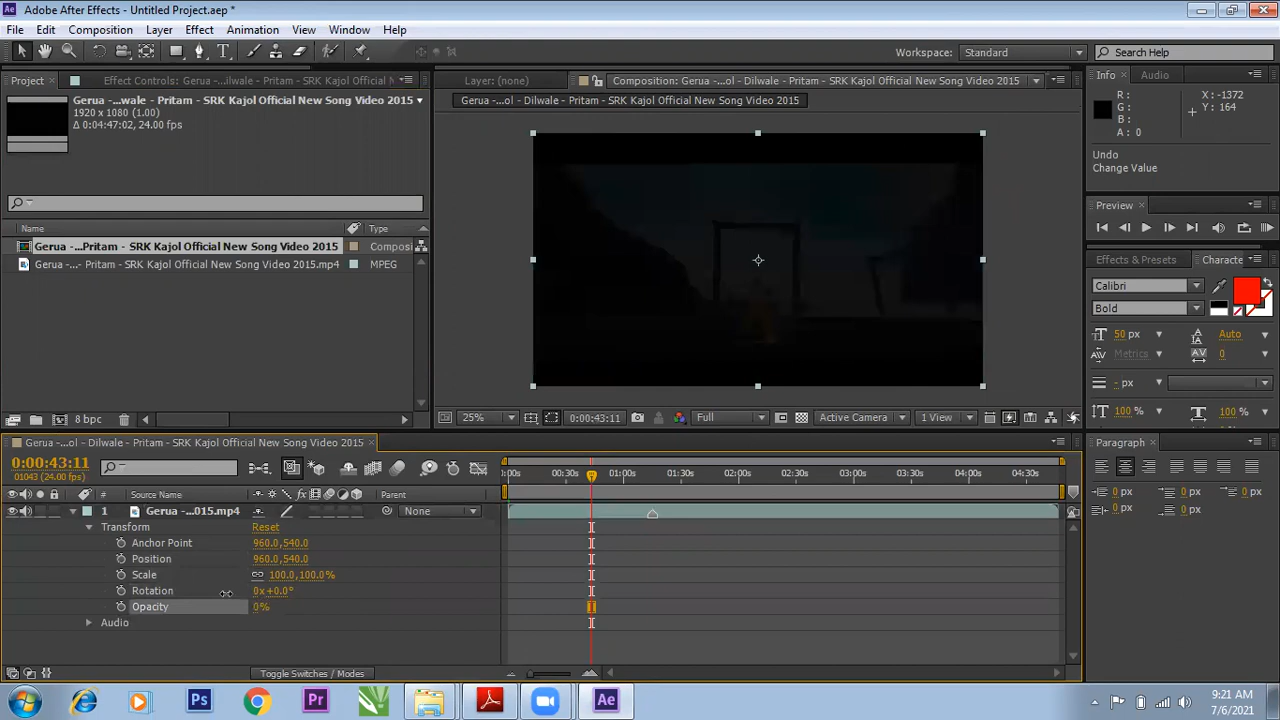 Adobe After Effects - Untitled Project.aep *
File Edit Composition Layer Effect Animation View Window Help
Workspace: Standard Search Help
Project Effect Controls: Gerua -...ilwale - Pritam - SRK Kajol Official N
Layer: (none) Composition: Gerua -...ol - Dilwale - Pritam - SRK Kajol Official New Song Video 2015
Info Audio
Gerua -...wale - Pritam - SRK Kajol Official New Song Video 2015
1920 x 1080 (1.00)
Δ 0:04:47:02, 24.00 fps
Gerua -...ol - Dilwale - Pritam - SRK Kajol Official New Song Video 2015
R : X : -1372
G : Y : 164
B :
A : 0
Undo
Change Value
Preview
Name Type
Gerua -...Pritam - SRK Kajol Official New Song Video 2015 Composi
Gerua -...- Pritam - SRK Kajol Official New Song Video 2015.mp4 MPEG
Effects & Presets Characte
Calibri
Bold
50 px Auto
Metrics 0
- px
100 % 100 %
8 bpc
25% 0:00:43:11 Full Active Camera 1 View
Gerua -...ol - Dilwale - Pritam - SRK Kajol Official New Song Video 2015
Paragraph
0:00:43:11
01043 (24.00 fps)
:00s 00:30s 01:00s 01:30s 02:00s 02:30s 03:00s 03:30s 04:00s 04:30s
# Source Name Parent
1 Gerua -...015.mp4 None
Transform Reset
Anchor Point 960.0,540.0
Position 960.0,540.0
Scale 100.0,100.0%
Rotation 0x+0.0°
Opacity 0%
Audio
0 px 0 px 0 px
0 px 0 px
Toggle Switches / Modes
Ps Pr Ae
9:21 AM
7/6/2021